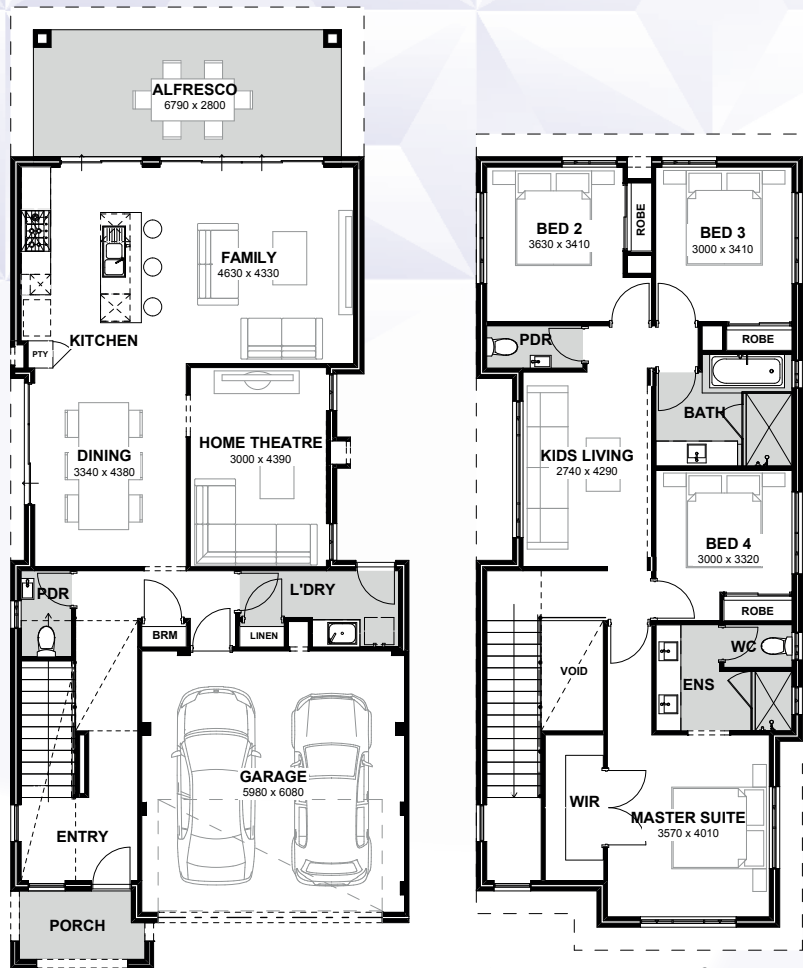 ALFRESCO
6790 x 2800
FAMILY
4630 x 4330
KITCHEN
PTY
DINING
3340 x 4380
HOME THEATRE
3000 x 4390
PDR
L'DRY
BRM
LINEN
GARAGE
5980 x 6080
ENTRY
PORCH
BED 2
3630 x 3410
ROBE
BED 3
3000 x 3410
PDR
ROBE
BATH
KIDS LIVING
2740 x 4290
BED 4
3000 x 3320
ROBE
WC
VOID
ENS
WIR
MASTER SUITE
3570 x 4010